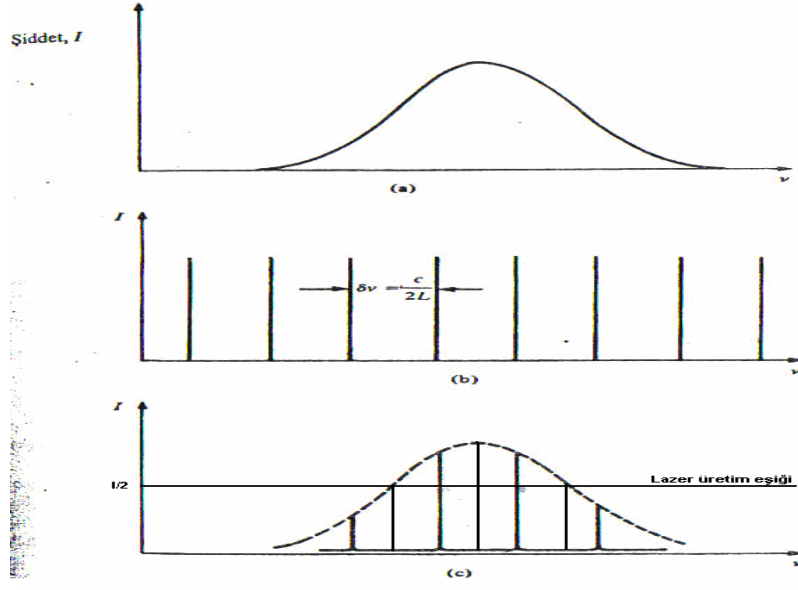 Şiddet, I
ν
(a)
I
δν = c/2L
ν
(b)
I
I/2
Lazer üretim eşiği
ν
(c)